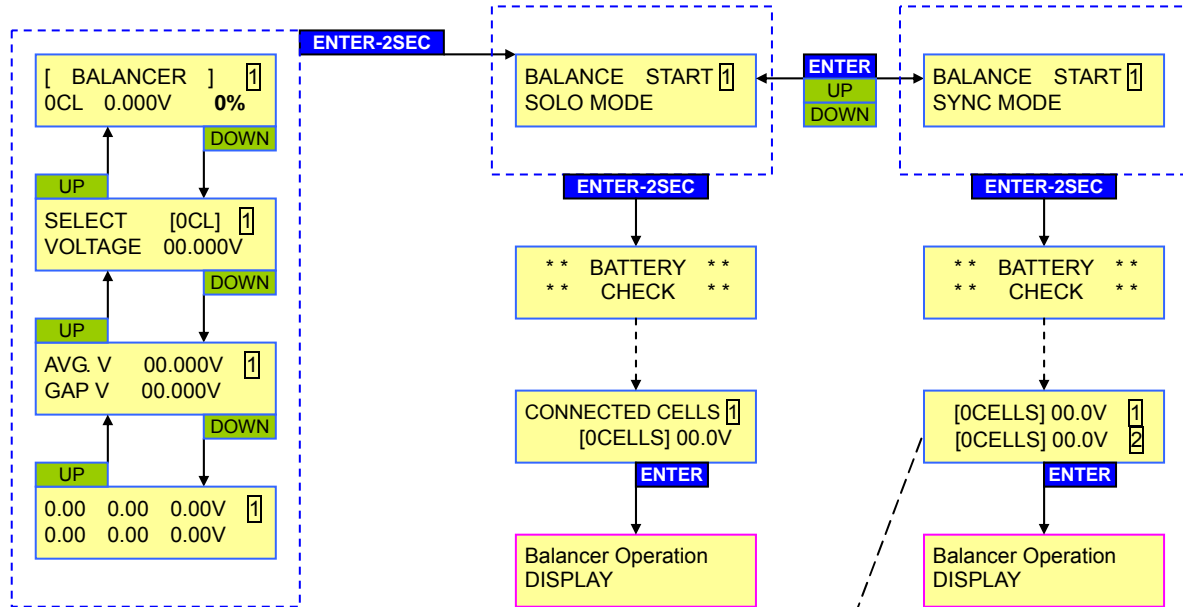 ENTER-2SEC
[ BALANCER ] 1
0CL 0.000V 0%
DOWN
UP
SELECT [0CL] 1
VOLTAGE 00.000V
DOWN
UP
AVG. V 00.000V 1
GAP V 00.000V
DOWN
UP
0.00 0.00 0.00V 1
0.00 0.00 0.00V
BALANCE START 1
SOLO MODE
ENTER
UP
DOWN
BALANCE START 1
SYNC MODE
ENTER-2SEC
* * BATTERY * *
* * CHECK * *
CONNECTED CELLS 1
[0CELLS] 00.0V
ENTER
Balancer Operation
DISPLAY
ENTER-2SEC
* * BATTERY * *
* * CHECK * *
[0CELLS] 00.0V 1
[0CELLS] 00.0V 2
ENTER
Balancer Operation
DISPLAY